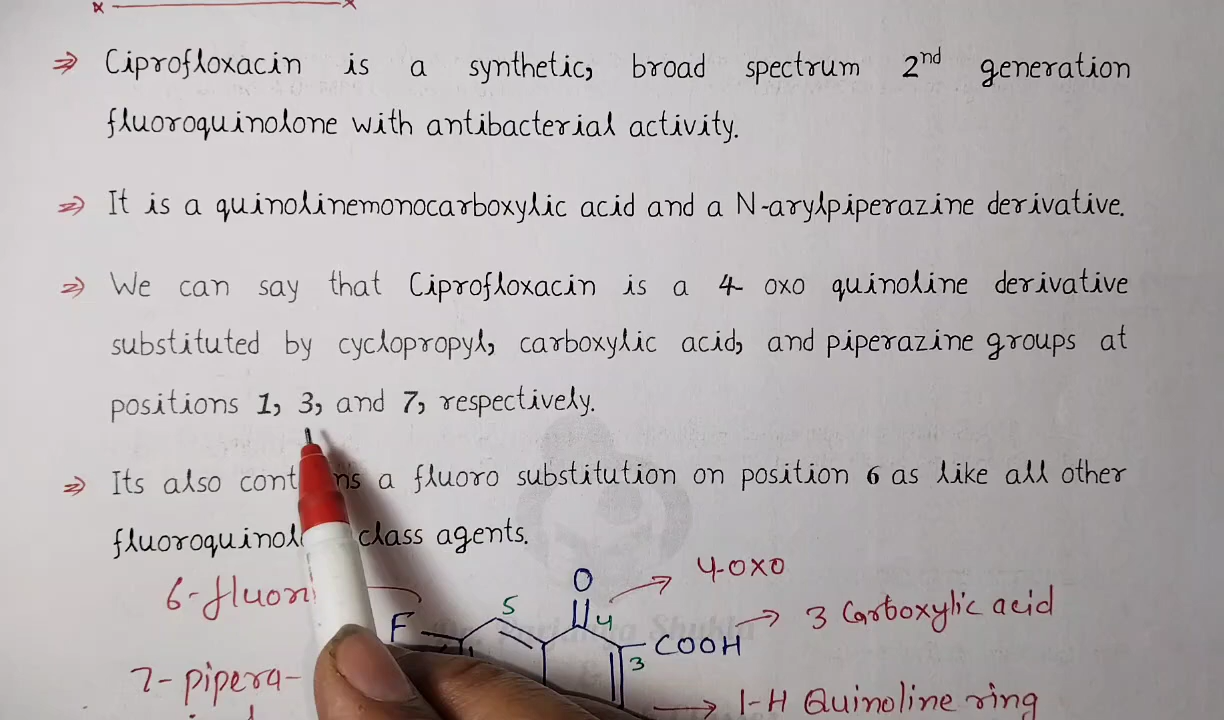 ⇒ Ciprofloxacin is a synthetic, broad spectrum 2nd generation
fluoroquinolone with antibacterial activity.
⇒ It is a quinolinemonocarboxylic acid and a N-arylpiperazine derivative.
⇒ We can say that Ciprofloxacin is a 4- oxo quinoline derivative
substituted by cyclopropyl, carboxylic acid, and piperazine groups at
positions 1, 3, and 7, respectively.
⇒ Its also cont ns a fluoro substitution on position 6 as like all other
fluoroquinol class agents.
O
4-oxo
6-fluor
5
4
3 Carboxylic acid
F
COOH
3
7-pipera-
1-H Quinoline ring